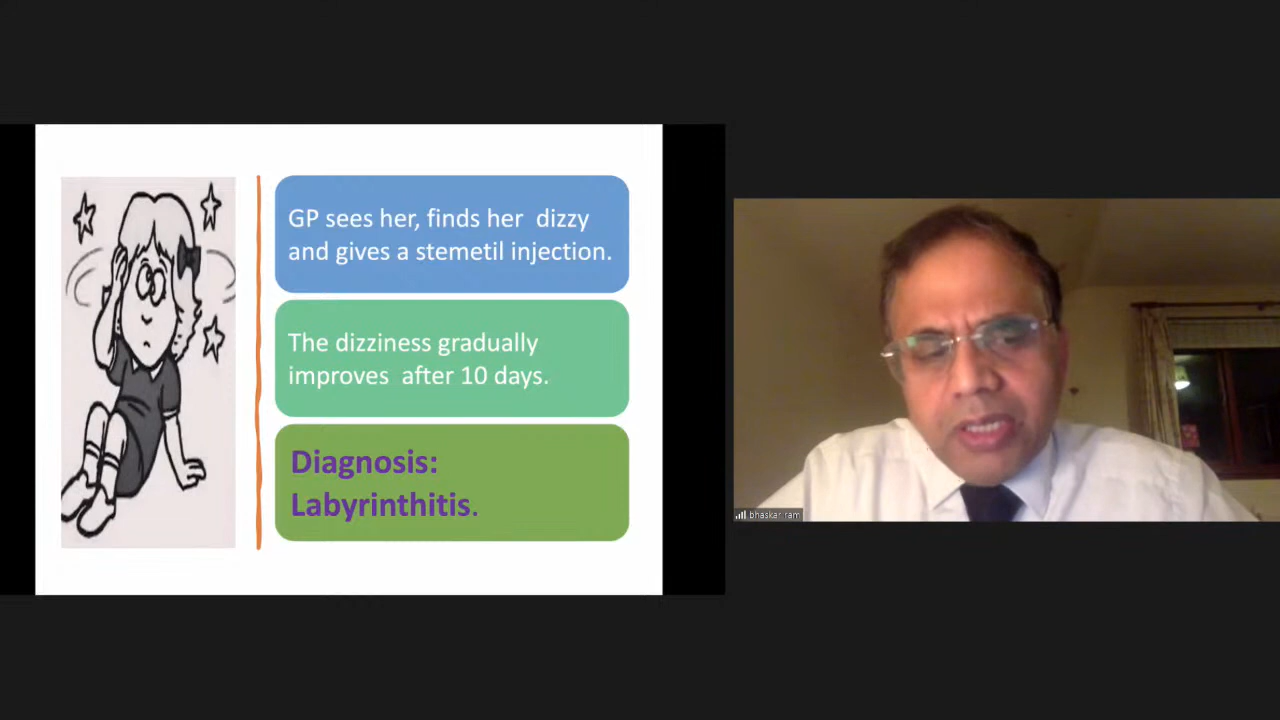 GP sees her, finds her dizzy
and gives a stemetil injection.
The dizziness gradually
improves after 10 days.
Diagnosis:
Labyrinthitis.
bhaskar ram